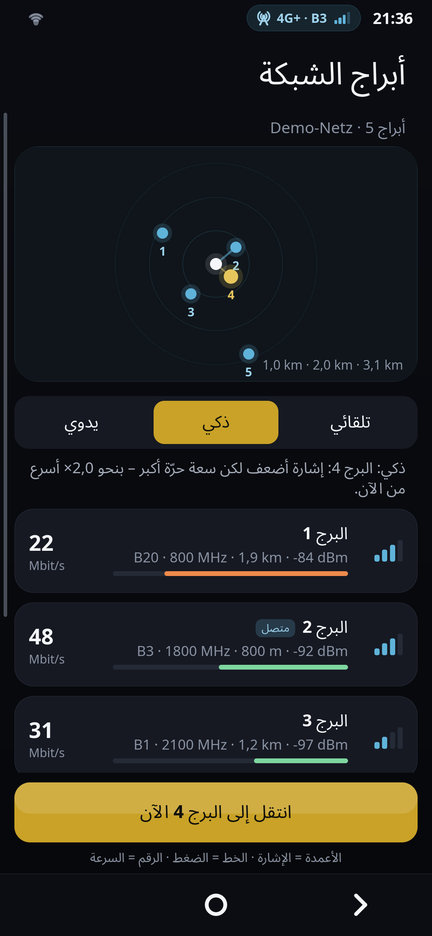 4G+ · B3
21:36
أبراج الشبكة
Demo-Netz · 5 أبراج
1
2
4
3
5
1,0 km · 2,0 km · 3,1 km
تلقائي
ذكي
يدوي
ذكي: البرج 4: إشارة أضعف لكن سعة حرّة أكبر – بنحو 2,0× أسرع
من الآن.
البرج 1
22
B20 · 800 MHz · 1,9 km · -84 dBm
Mbit/s
البرج 2
متصل
48
B3 · 1800 MHz · 800 m · -92 dBm
Mbit/s
البرج 3
31
B1 · 2100 MHz · 1,2 km · -97 dBm
Mbit/s
انتقل إلى البرج 4 الآن
الأعمدة = الإشارة · الخط = الضغط · الرقم = السرعة